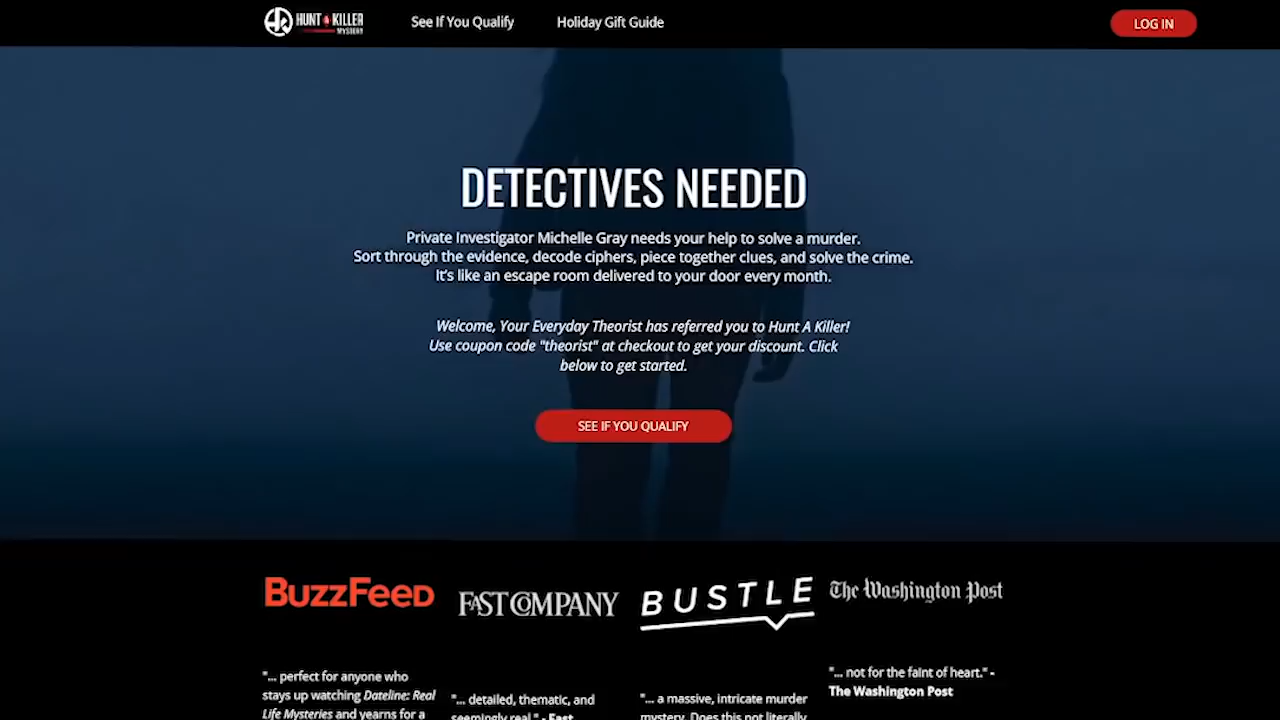 HUNT A KILLER
MYSTERY
See If You Qualify
Holiday Gift Guide
LOG IN
DETECTIVES NEEDED
Private Investigator Michelle Gray needs your help to solve a murder.
Sort through the evidence, decode ciphers, piece together clues, and solve the crime.
It's like an escape room delivered to your door every month.
Welcome, Your Everyday Theorist has referred you to Hunt A Killer!
Use coupon code "theorist" at checkout to get your discount. Click
below to get started.
SEE IF YOU QUALIFY
BuzzFeed
FAST COMPANY
BUSTLE
The Washington Post
"... perfect for anyone who
stays up watching Dateline: Real
Life Mysteries and yearns for a
"... detailed, thematic, and
seemingly real." - Fast
"... a massive, intricate murder
mystery. Does this not literally
"... not for the faint of heart." -
The Washington Post